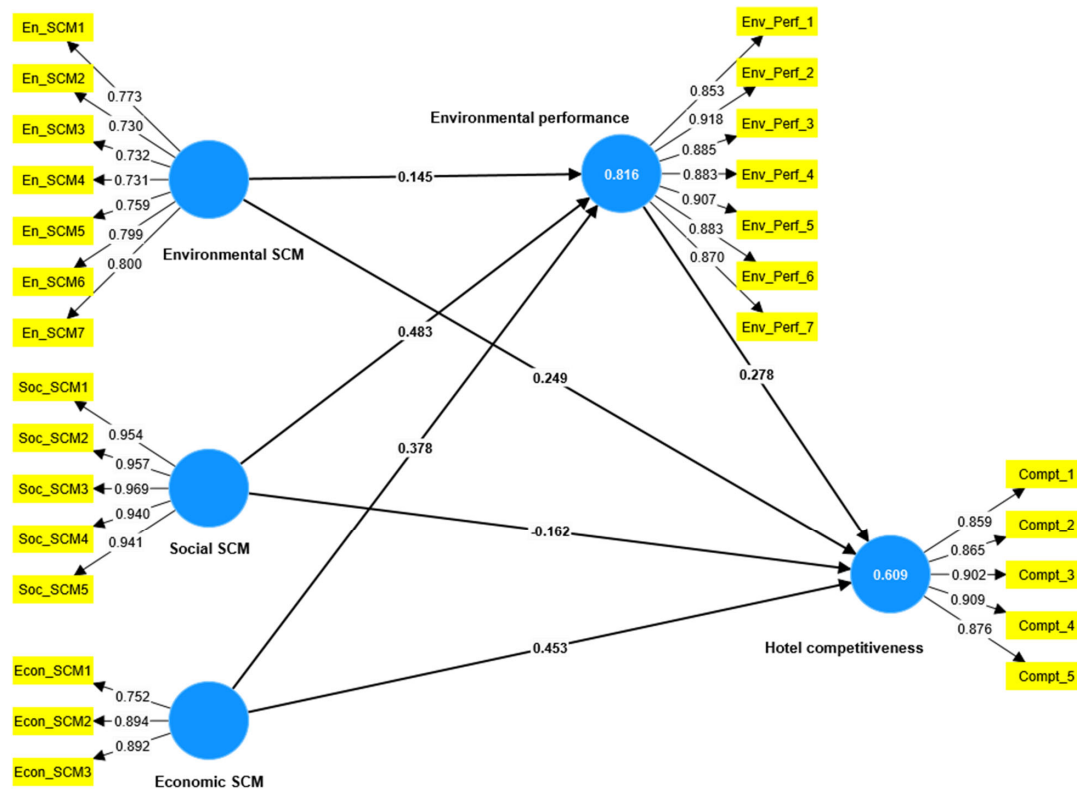 En_SCM1
En_SCM2
En_SCM3
En_SCM4
En_SCM5
En_SCM6
En_SCM7
0.773
0.730
0.732
0.731
0.759
0.799
0.800
Environmental SCM
Soc_SCM1
Soc_SCM2
Soc_SCM3
Soc_SCM4
Soc_SCM5
0.954
0.957
0.969
0.940
0.941
Social SCM
Econ_SCM1
Econ_SCM2
Econ_SCM3
0.752
0.894
0.892
Economic SCM
0.145
0.483
0.378
0.249
-0.162
0.453
0.278
Environmental performance
0.816
0.853
0.918
0.885
0.883
0.907
0.883
0.870
Env_Perf_1
Env_Perf_2
Env_Perf_3
Env_Perf_4
Env_Perf_5
Env_Perf_6
Env_Perf_7
0.609
Hotel competitiveness
0.859
0.865
0.902
0.909
0.876
Compt_1
Compt_2
Compt_3
Compt_4
Compt_5